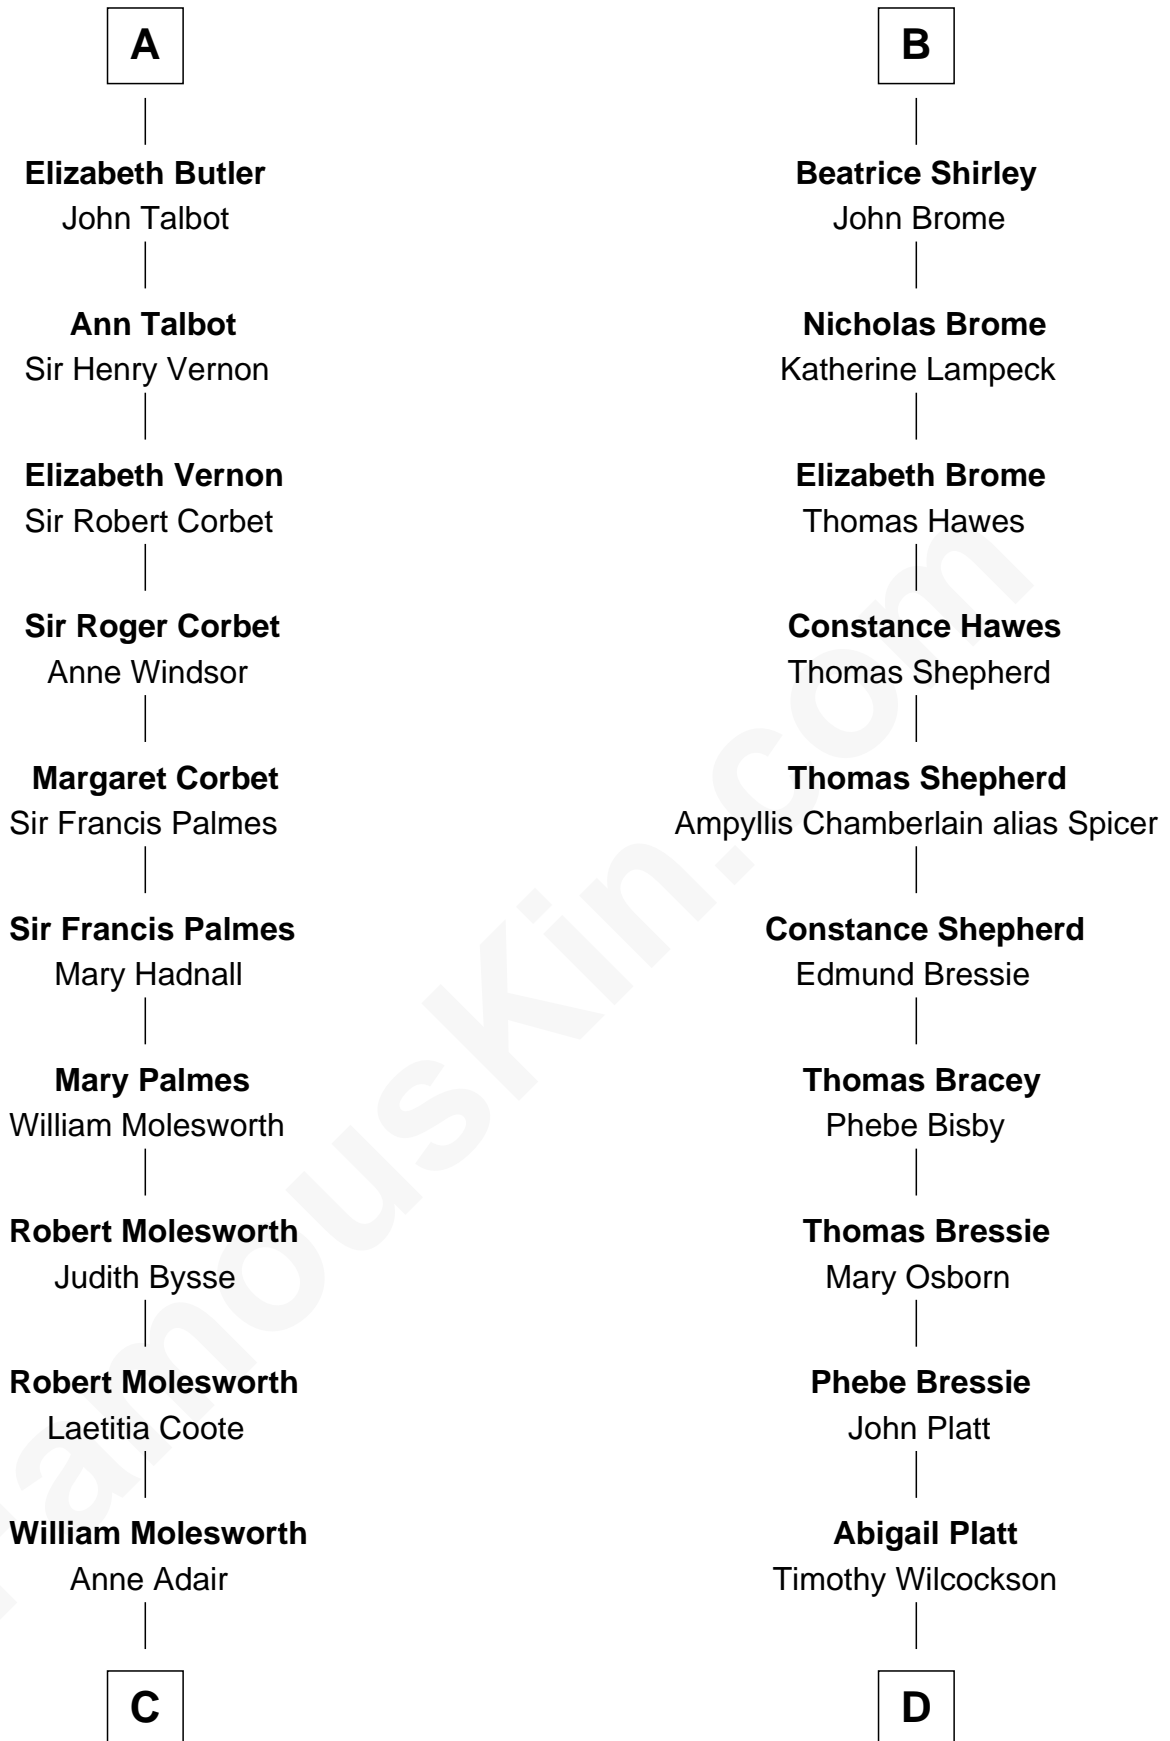 A
Elizabeth Butler
John Talbot
Ann Talbot
Sir Henry Vernon
Elizabeth Vernon
Sir Robert Corbet
Sir Roger Corbet
Anne Windsor
Margaret Corbet
Sir Francis Palmes
Sir Francis Palmes
Mary Hadnall
Mary Palmes
William Molesworth
Robert Molesworth
Judith Bysse
Robert Molesworth
Laetitia Coote
William Molesworth
Anne Adair
C
B
Beatrice Shirley
John Brome
Nicholas Brome
Katherine Lampeck
Elizabeth Brome
Thomas Hawes
Constance Hawes
Thomas Shepherd
Thomas Shepherd
Ampyllis Chamberlain alias Spicer
Constance Shepherd
Edmund Bressie
Thomas Bracey
Phebe Bisby
Thomas Bressie
Mary Osborn
Phebe Bressie
John Platt
Abigail Platt
Timothy Wilcockson
D
FamousKin.com